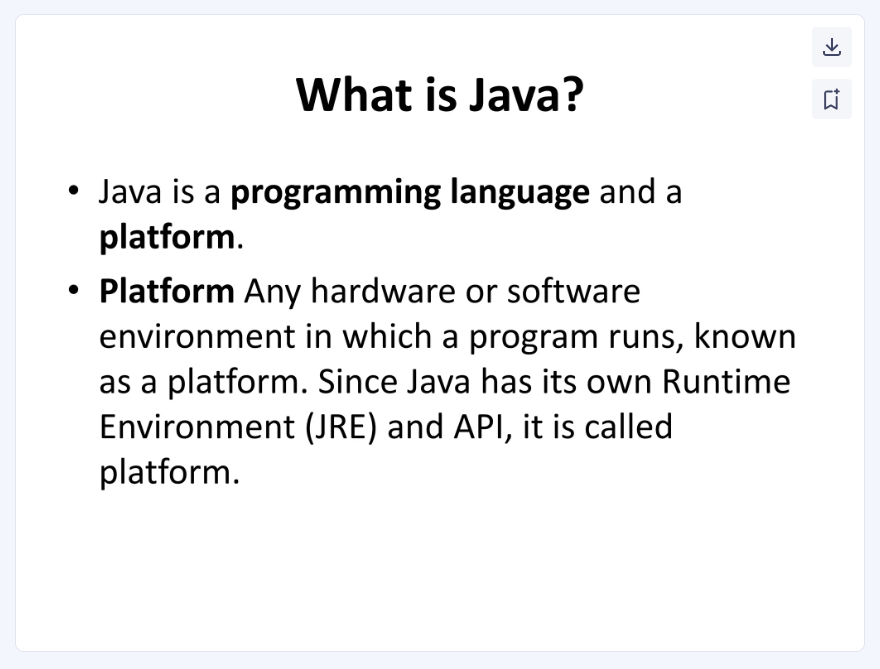 What is Java?
• Java is a programming language and a
platform.
• Platform Any hardware or software
environment in which a program runs, known
as a platform. Since Java has its own Runtime
Environment (JRE) and API, it is called
platform.